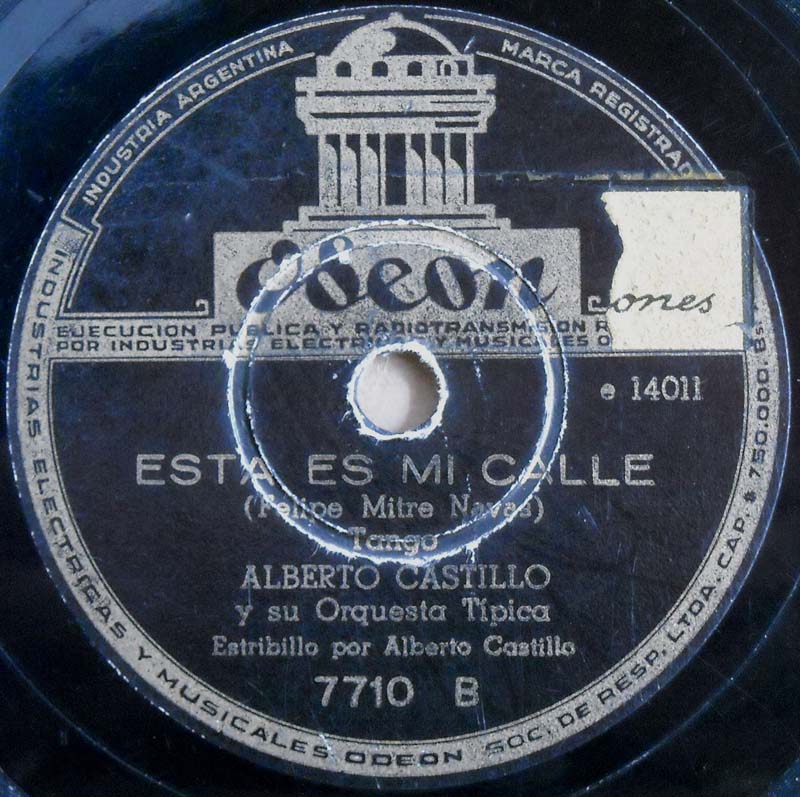 INDUSTRIA ARGENTINA
MARCA REGISTRAD
Odeon
ones
EJECUCION PUBLICA Y RADIOTRANSMISION R
POR INDUSTRIAS ELECTRICAS Y MUSICALES O
e 14011
ESTA ES MI CALLE
(Felipe Mitre Navas)
Tango
ALBERTO CASTILLO
y su Orquesta Típica
Estribillo por Alberto Castillo
7710 B
INDUSTRIAS ELECTRICAS Y MUSICALES ODEON SOC. DE RESP. LTDA. CAP. $ 750.000. Bs.